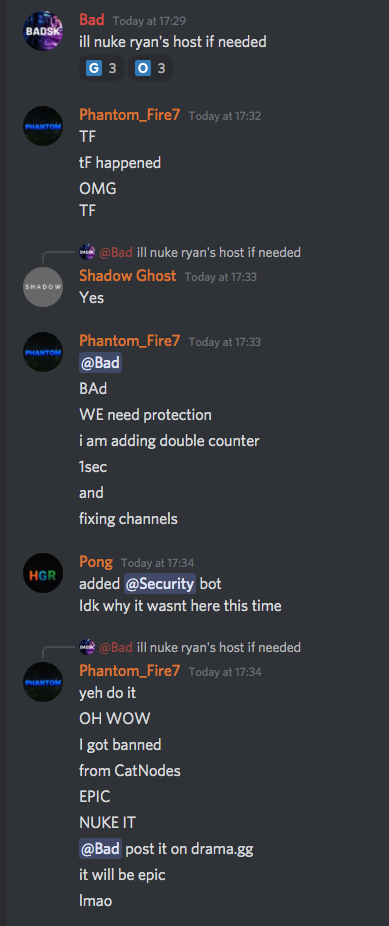 BADSK
Bad Today at 17:29
ill nuke ryan's host if needed
G 3 O 3
PHANTOM
Phantom_Fire7 Today at 17:32
TF
tF happened
OMG
TF
@Bad ill nuke ryan's host if needed
SHADOW
Shadow Ghost Today at 17:33
Yes
PHANTOM
Phantom_Fire7 Today at 17:33
@Bad
BAd
WE need protection
i am adding double counter
1sec
and
fixing channels
HGR
Pong Today at 17:34
added @Security bot
Idk why it wasnt here this time
@Bad ill nuke ryan's host if needed
PHANTOM
Phantom_Fire7 Today at 17:34
yeh do it
OH WOW
I got banned
from CatNodes
EPIC
NUKE IT
@Bad post it on drama.gg
it will be epic
lmao